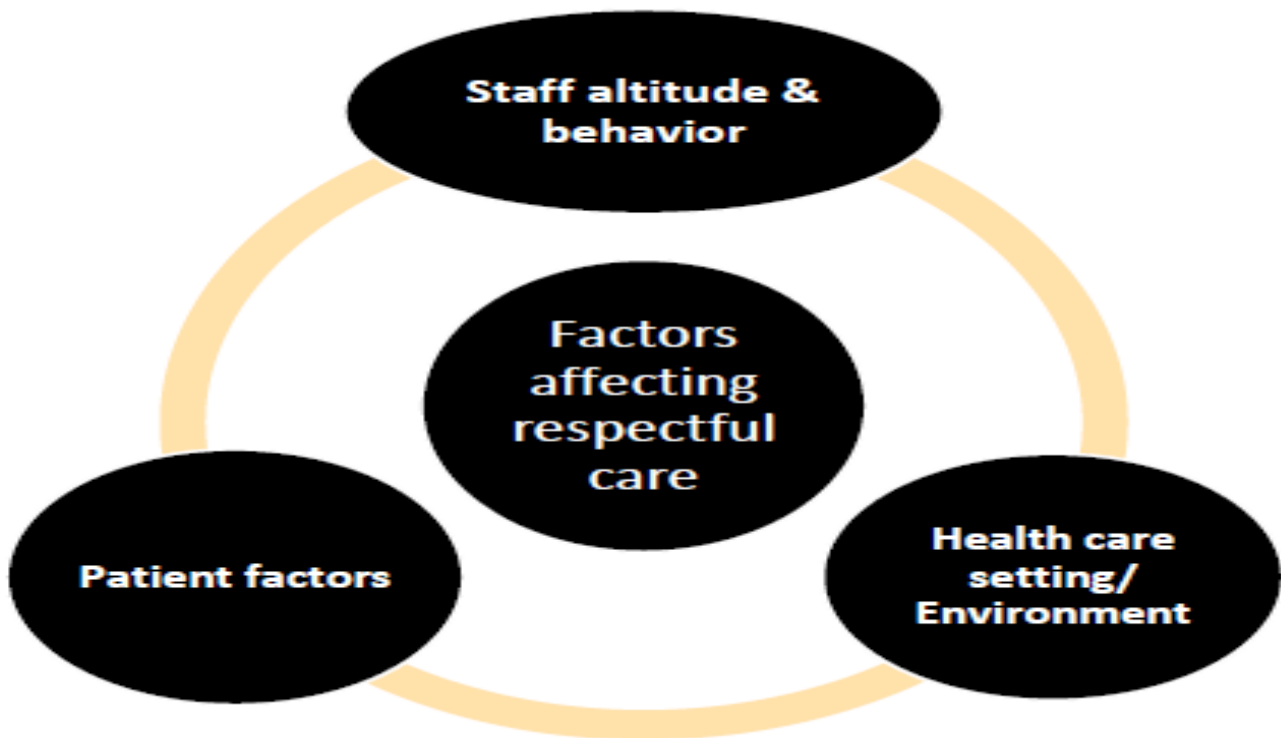 Staff altitude &
behavior
Factors
affecting
respectful
care
Patient factors
Health care
setting/
Environment